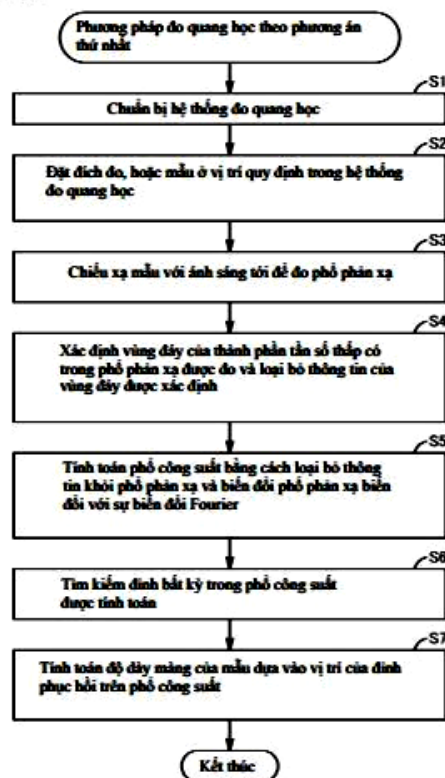 Phương pháp đo quang học theo phương án
thứ nhất
S1
Chuẩn bị hệ thống đo quang học
S2
Đặt đích đo, hoặc mẫu ở vị trí quy định trong hệ thống
đo quang học
S3
Chiếu xạ mẫu với ánh sáng tới để đo phổ phản xạ
S4
Xác định vùng đáy của thành phần tần số thấp có
trong phổ phản xạ được đo và loại bỏ thông tin của
vùng đáy được xác định
S5
Tính toán phổ công suất bằng cách loại bỏ thông
tin khỏi phổ phản xạ và biến đổi phổ phản xạ biến
đổi với sự biến đổi Fourier
S6
Tìm kiếm đỉnh bất kỳ trong phổ công suất
được tính toán
S7
Tính toán độ dày màng của mẫu dựa vào vị trí của đỉnh
phục hồi trên phổ công suất
Kết thúc